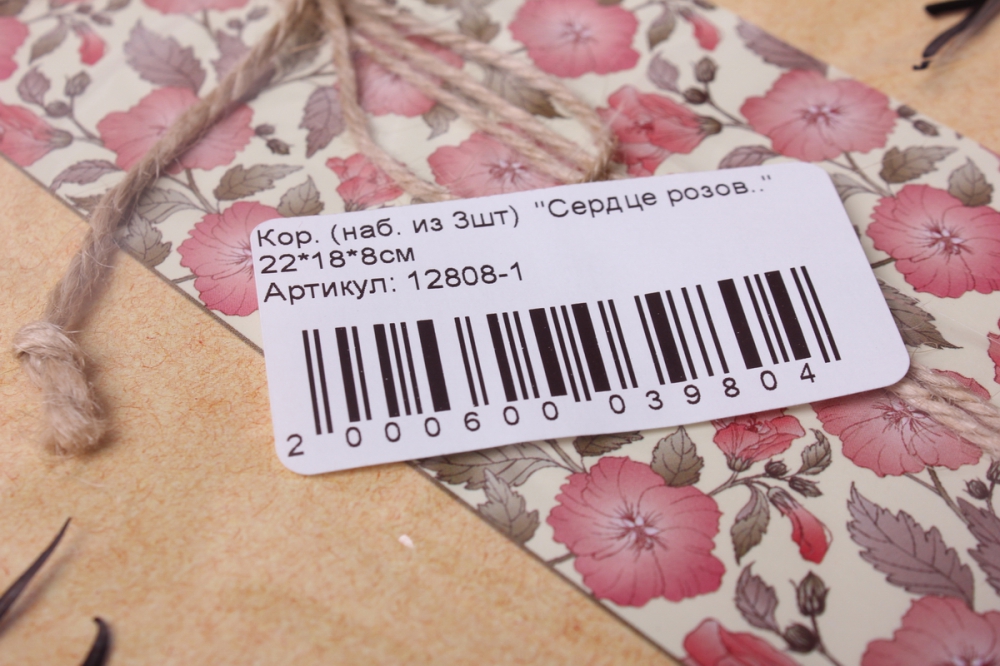 Кор. (наб. из 3шт) "Сердце розов.."
22*18*8см
Артикул: 12808-1
2 000600 039804